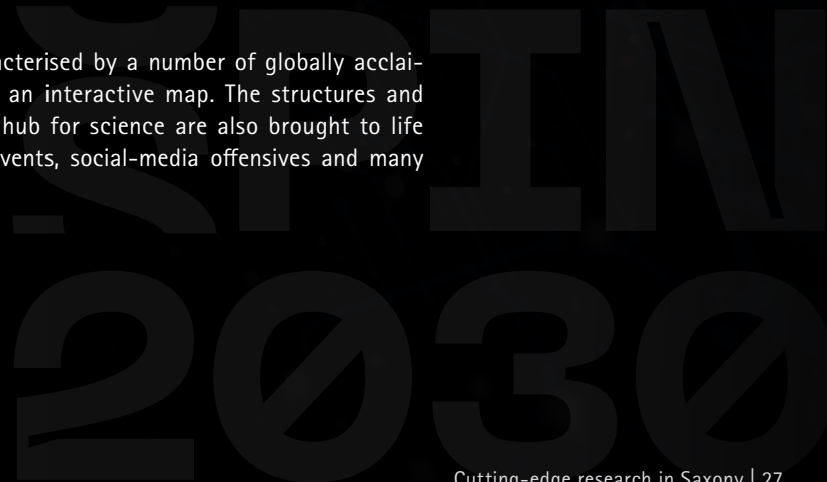 SPIN
acterised by a number of globally acclai-
an interactive map. The structures and
hub for science are also brought to life
vents, social-media offensives and many
2030
Cutting-edge research in Saxony | 27